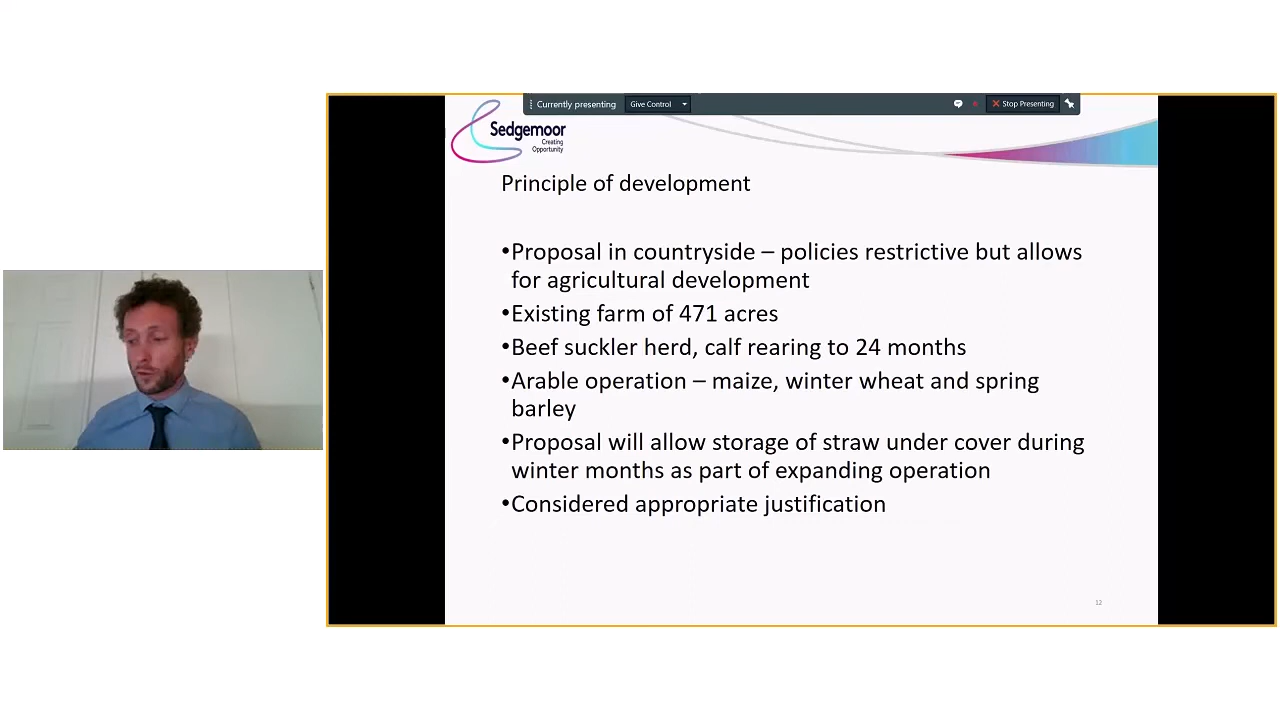 Currently presenting
Give Control
Stop Presenting
Sedgemoor
Creating
Opportunity
Principle of development
•Proposal in countryside – policies restrictive but allows
for agricultural development
•Existing farm of 471 acres
•Beef suckler herd, calf rearing to 24 months
•Arable operation – maize, winter wheat and spring
barley
•Proposal will allow storage of straw under cover during
winter months as part of expanding operation
•Considered appropriate justification
12